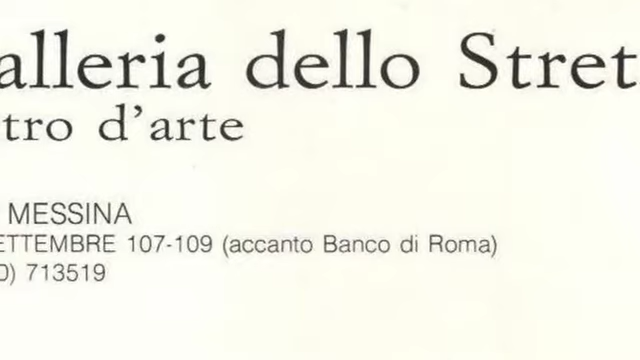 alleria dello Stret
tro d'arte
MESSINA
ETTEMBRE 107-109 (accanto Banco di Roma)
0) 713519